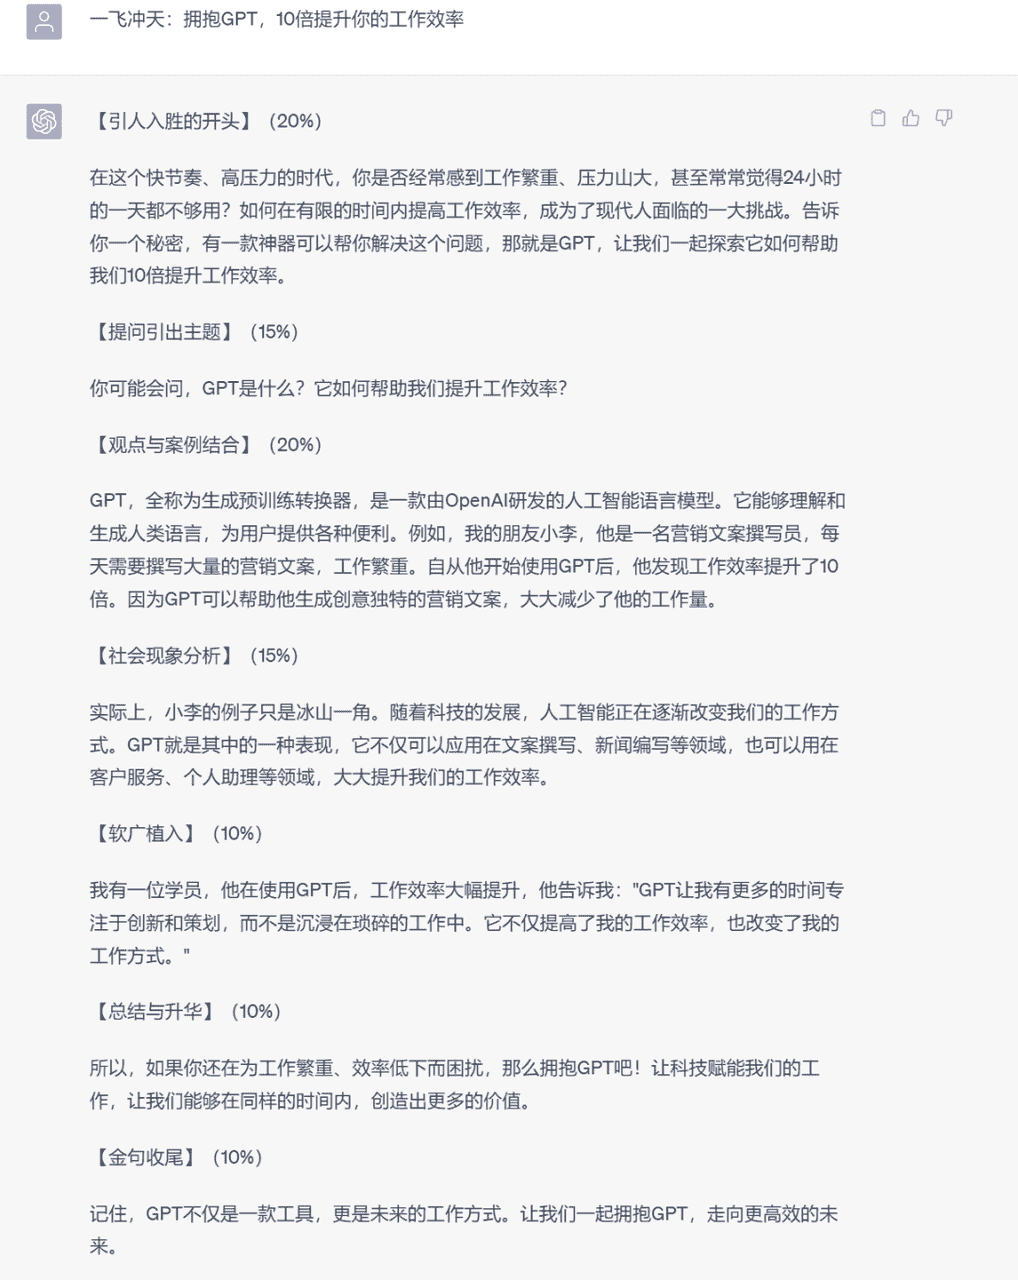 一飞冲天：拥抱GPT，10倍提升你的工作效率
【引人入胜的开头】（20%）
在这个快节奏、高压力的时代，你是否经常感到工作繁重、压力山大，甚至常常觉得24小时
的一天都不够用？如何在有限的时间内提高工作效率，成为了现代人面临的一大挑战。告诉
你一个秘密，有一款神器可以帮你解决这个问题，那就是GPT，让我们一起探索它如何帮助
我们10倍提升工作效率。
【提问引出主题】（15%）
你可能会问，GPT是什么？它如何帮助我们提升工作效率？
【观点与案例结合】（20%）
GPT，全称为生成预训练转换器，是一款由OpenAI研发的人工智能语言模型。它能够理解和
生成人类语言，为用户提供各种便利。例如，我的朋友小李，他是一名营销文案撰写员，每
天需要撰写大量的营销文案，工作繁重。自从他开始使用GPT后，他发现工作效率提升了10
倍。因为GPT可以帮助他生成创意独特的营销文案，大大减少了他的工作量。
【社会现象分析】（15%）
实际上，小李的例子只是冰山一角。随着科技的发展，人工智能正在逐渐改变我们的工作方
式。GPT就是其中的一种表现，它不仅可以应用在文案撰写、新闻编写等领域，也可以用在
客户服务、个人助理等领域，大大提升我们的工作效率。
【软广植入】（10%）
我有一位学员，他在使用GPT后，工作效率大幅提升，他告诉我："GPT让我有更多的时间专
注于创新和策划，而不是沉浸在琐碎的工作中。它不仅提高了我的工作效率，也改变了我的
工作方式。"
【总结与升华】（10%）
所以，如果你还在为工作繁重、效率低下而困扰，那么拥抱GPT吧！让科技赋能我们的工
作，让我们能够在同样的时间内，创造出更多的价值。
【金句收尾】（10%）
记住，GPT不仅是一款工具，更是未来的工作方式。让我们一起拥抱GPT，走向更高效的未
来。